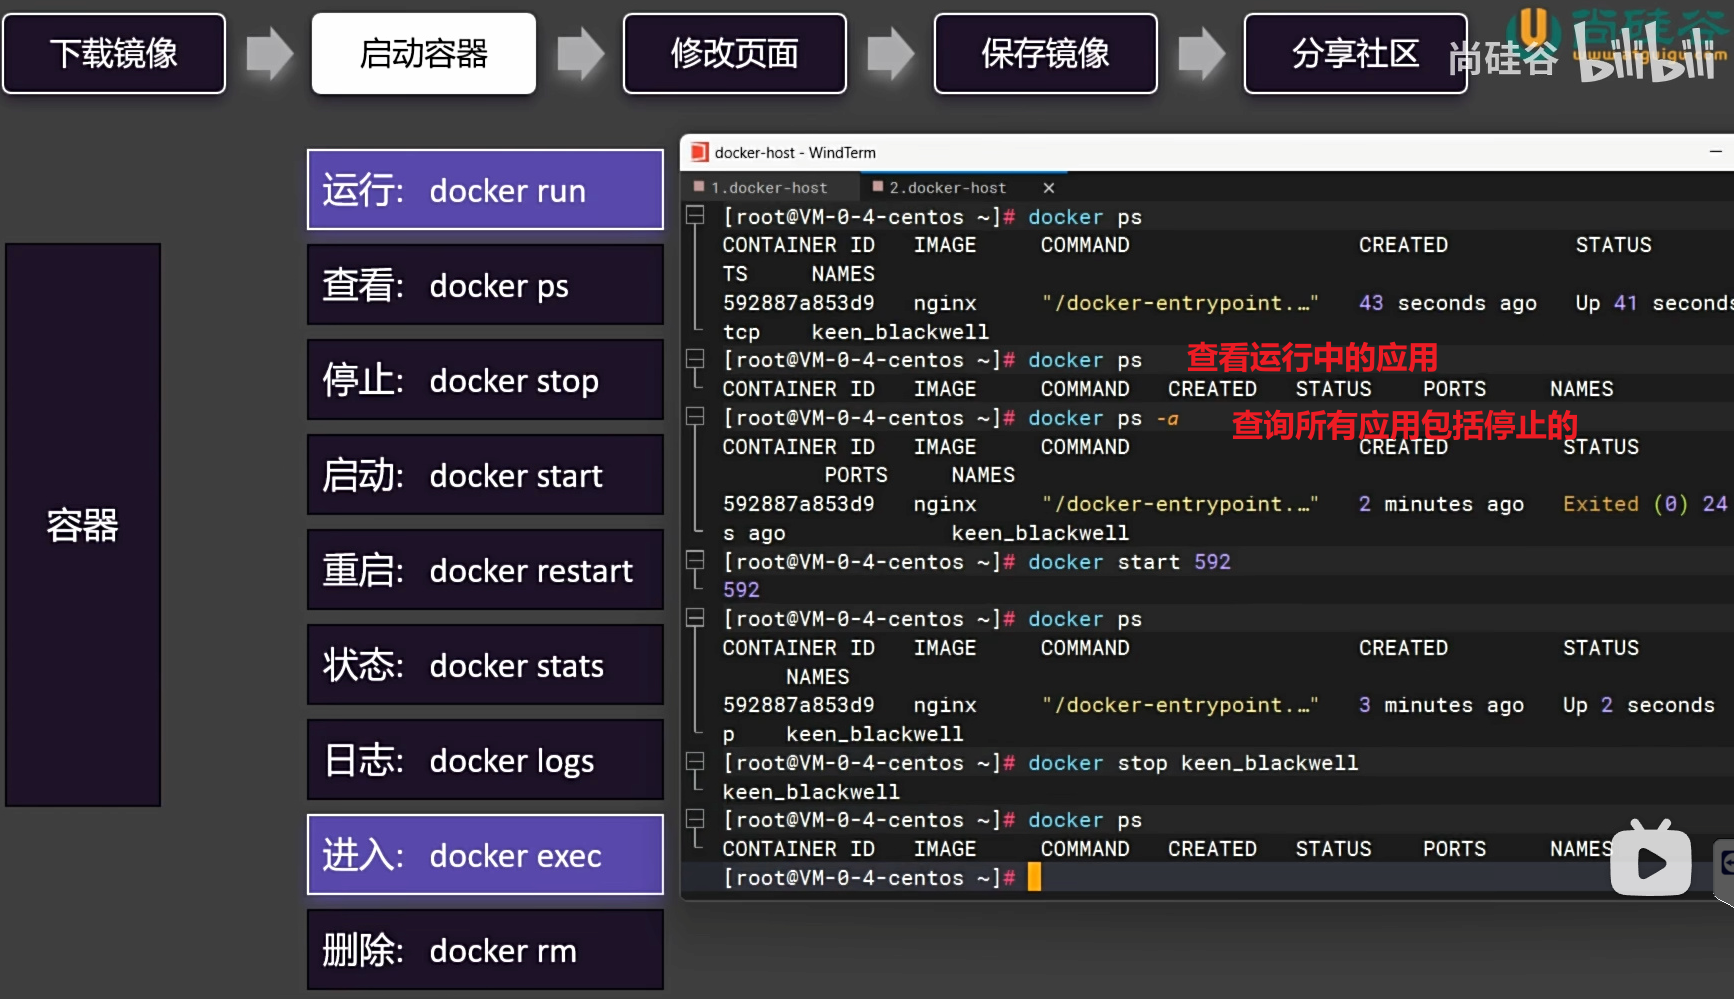 下载镜像
启动容器
修改页面
保存镜像
分享社区
尚硅谷
bilibili
尚硅谷
容器
运行: docker run
查看: docker ps
停止: docker stop
启动: docker start
重启: docker restart
状态: docker stats
日志: docker logs
进入: docker exec
删除: docker rm
docker-host - WindTerm
1.docker-host
2.docker-host
[root@VM-0-4-centos ~]# docker ps
CONTAINER ID IMAGE COMMAND CREATED STATUS
TS NAMES
592887a853d9 nginx "/docker-entrypoint.…" 43 seconds ago Up 41 seconds
tcp keen_blackwell
[root@VM-0-4-centos ~]# docker ps 查看运行中的应用
CONTAINER ID IMAGE COMMAND CREATED STATUS PORTS NAMES
[root@VM-0-4-centos ~]# docker ps -a 查询所有应用包括停止的
CONTAINER ID IMAGE COMMAND CREATED STATUS
PORTS NAMES
592887a853d9 nginx "/docker-entrypoint.…" 2 minutes ago Exited (0) 24
s ago keen_blackwell
[root@VM-0-4-centos ~]# docker start 592
592
[root@VM-0-4-centos ~]# docker ps
CONTAINER ID IMAGE COMMAND CREATED STATUS
NAMES
592887a853d9 nginx "/docker-entrypoint.…" 3 minutes ago Up 2 seconds
p keen_blackwell
[root@VM-0-4-centos ~]# docker stop keen_blackwell
keen_blackwell
[root@VM-0-4-centos ~]# docker ps
CONTAINER ID IMAGE COMMAND CREATED STATUS PORTS NAMES
[root@VM-0-4-centos ~]#